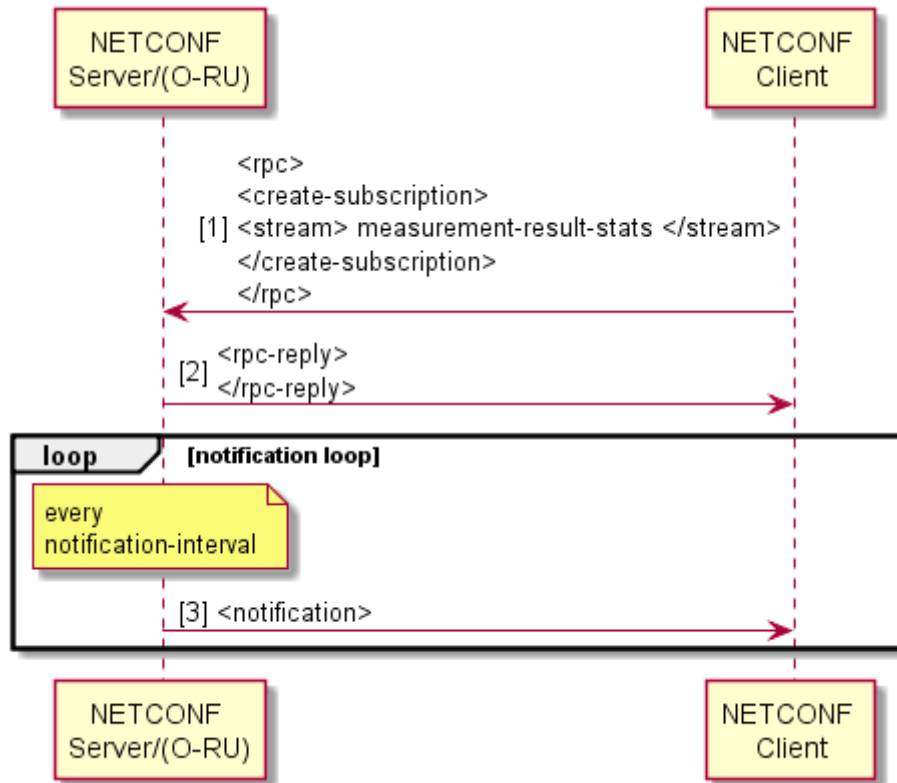 NETCONF
Server/(O-RU)
NETCONF
Client
<rpc>
<create-subscription>
[1] <stream> measurement-result-stats </stream>
</create-subscription>
</rpc>
[2] <rpc-reply>
</rpc-reply>
loop [notification loop]
every
notification-interval
[3] <notification>
NETCONF
Server/(O-RU)
NETCONF
Client